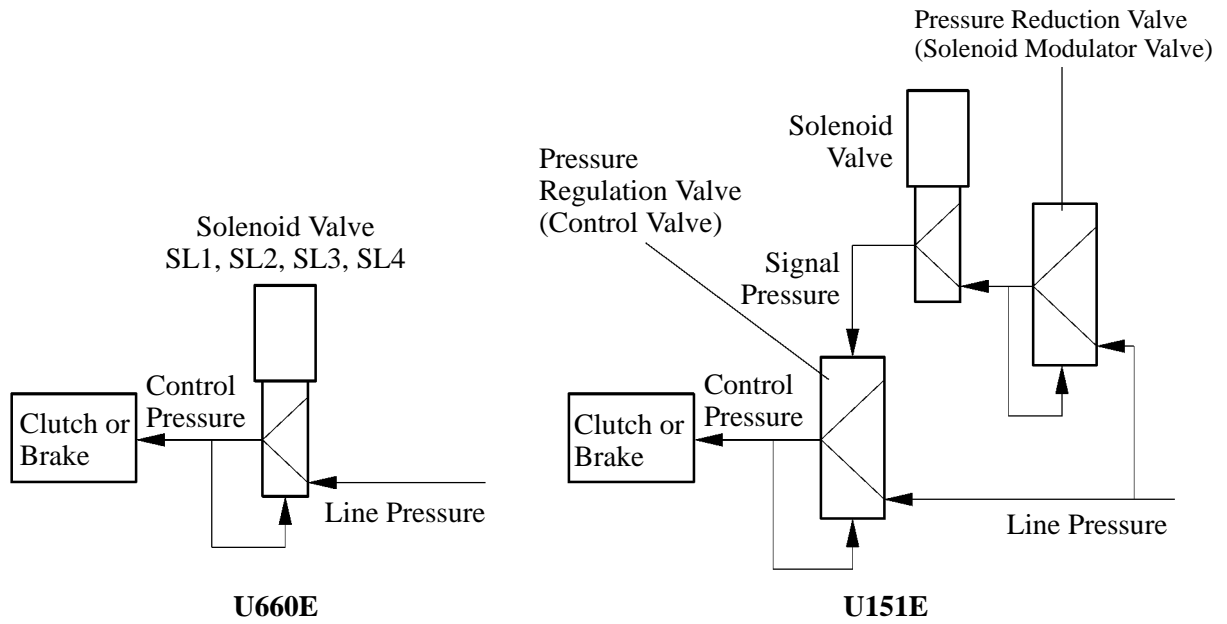 Solenoid Valve
SL1, SL2, SL3, SL4
Control
Pressure
Clutch or
Brake
Line Pressure
U660E
Pressure Reduction Valve
(Solenoid Modulator Valve)
Solenoid
Valve
Pressure
Regulation Valve
(Control Valve)
Signal
Pressure
Control
Pressure
Clutch or
Brake
Line Pressure
U151E